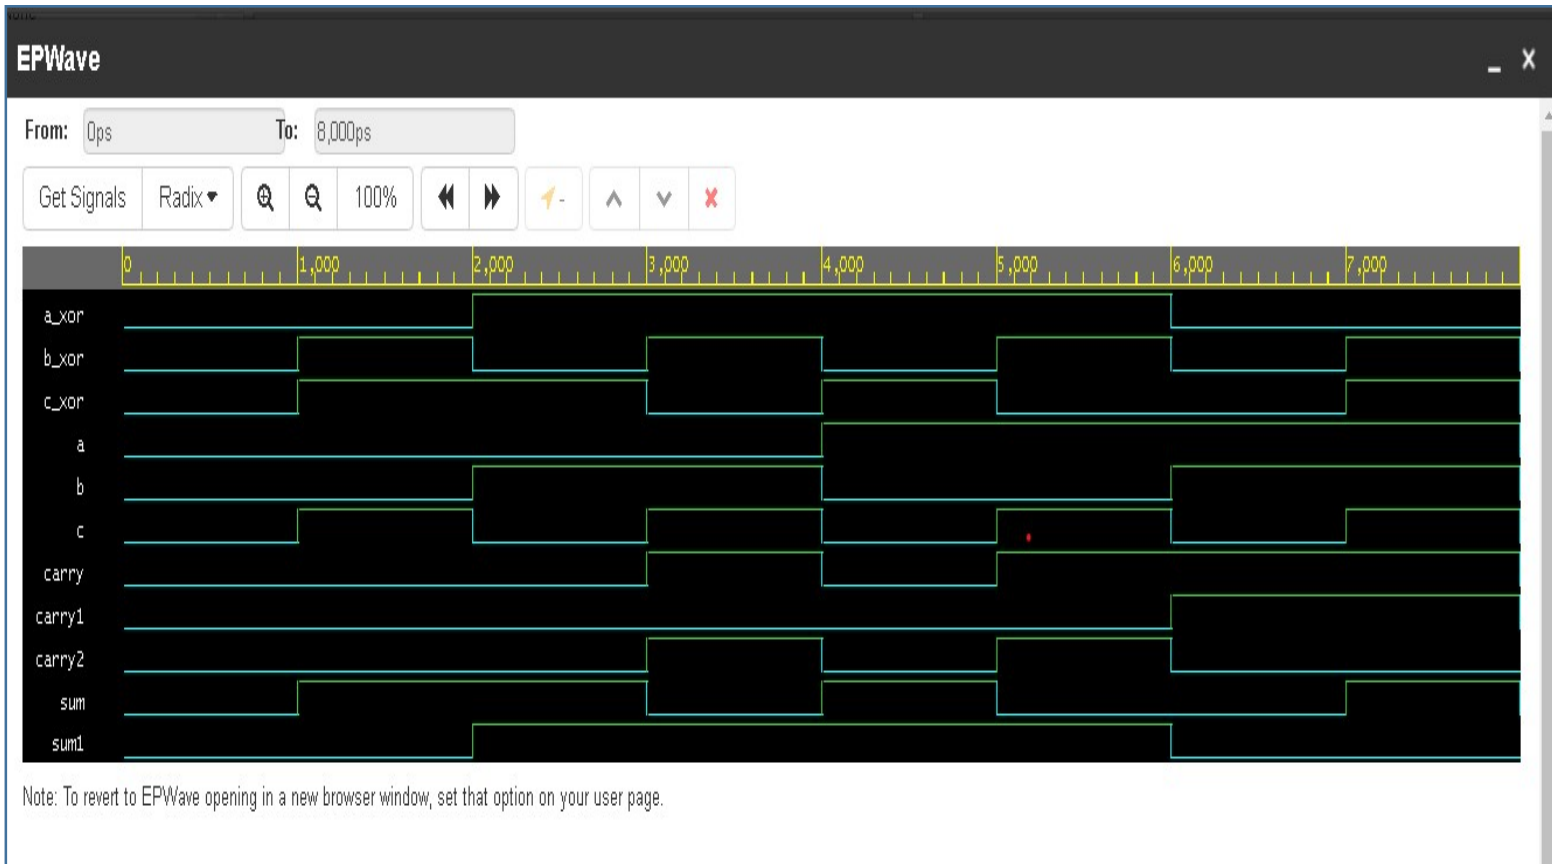 EPWave
From: 0ps To: 8,000ps
Get Signals Radix 100% -
0 1,000 2,000 3,000 4,000 5,000 6,000 7,000
a_xor
b_xor
c_xor
a
b
c
carry
carry1
carry2
sum
sum1
Note: To revert to EPWave opening in a new browser window, set that option on your user page.